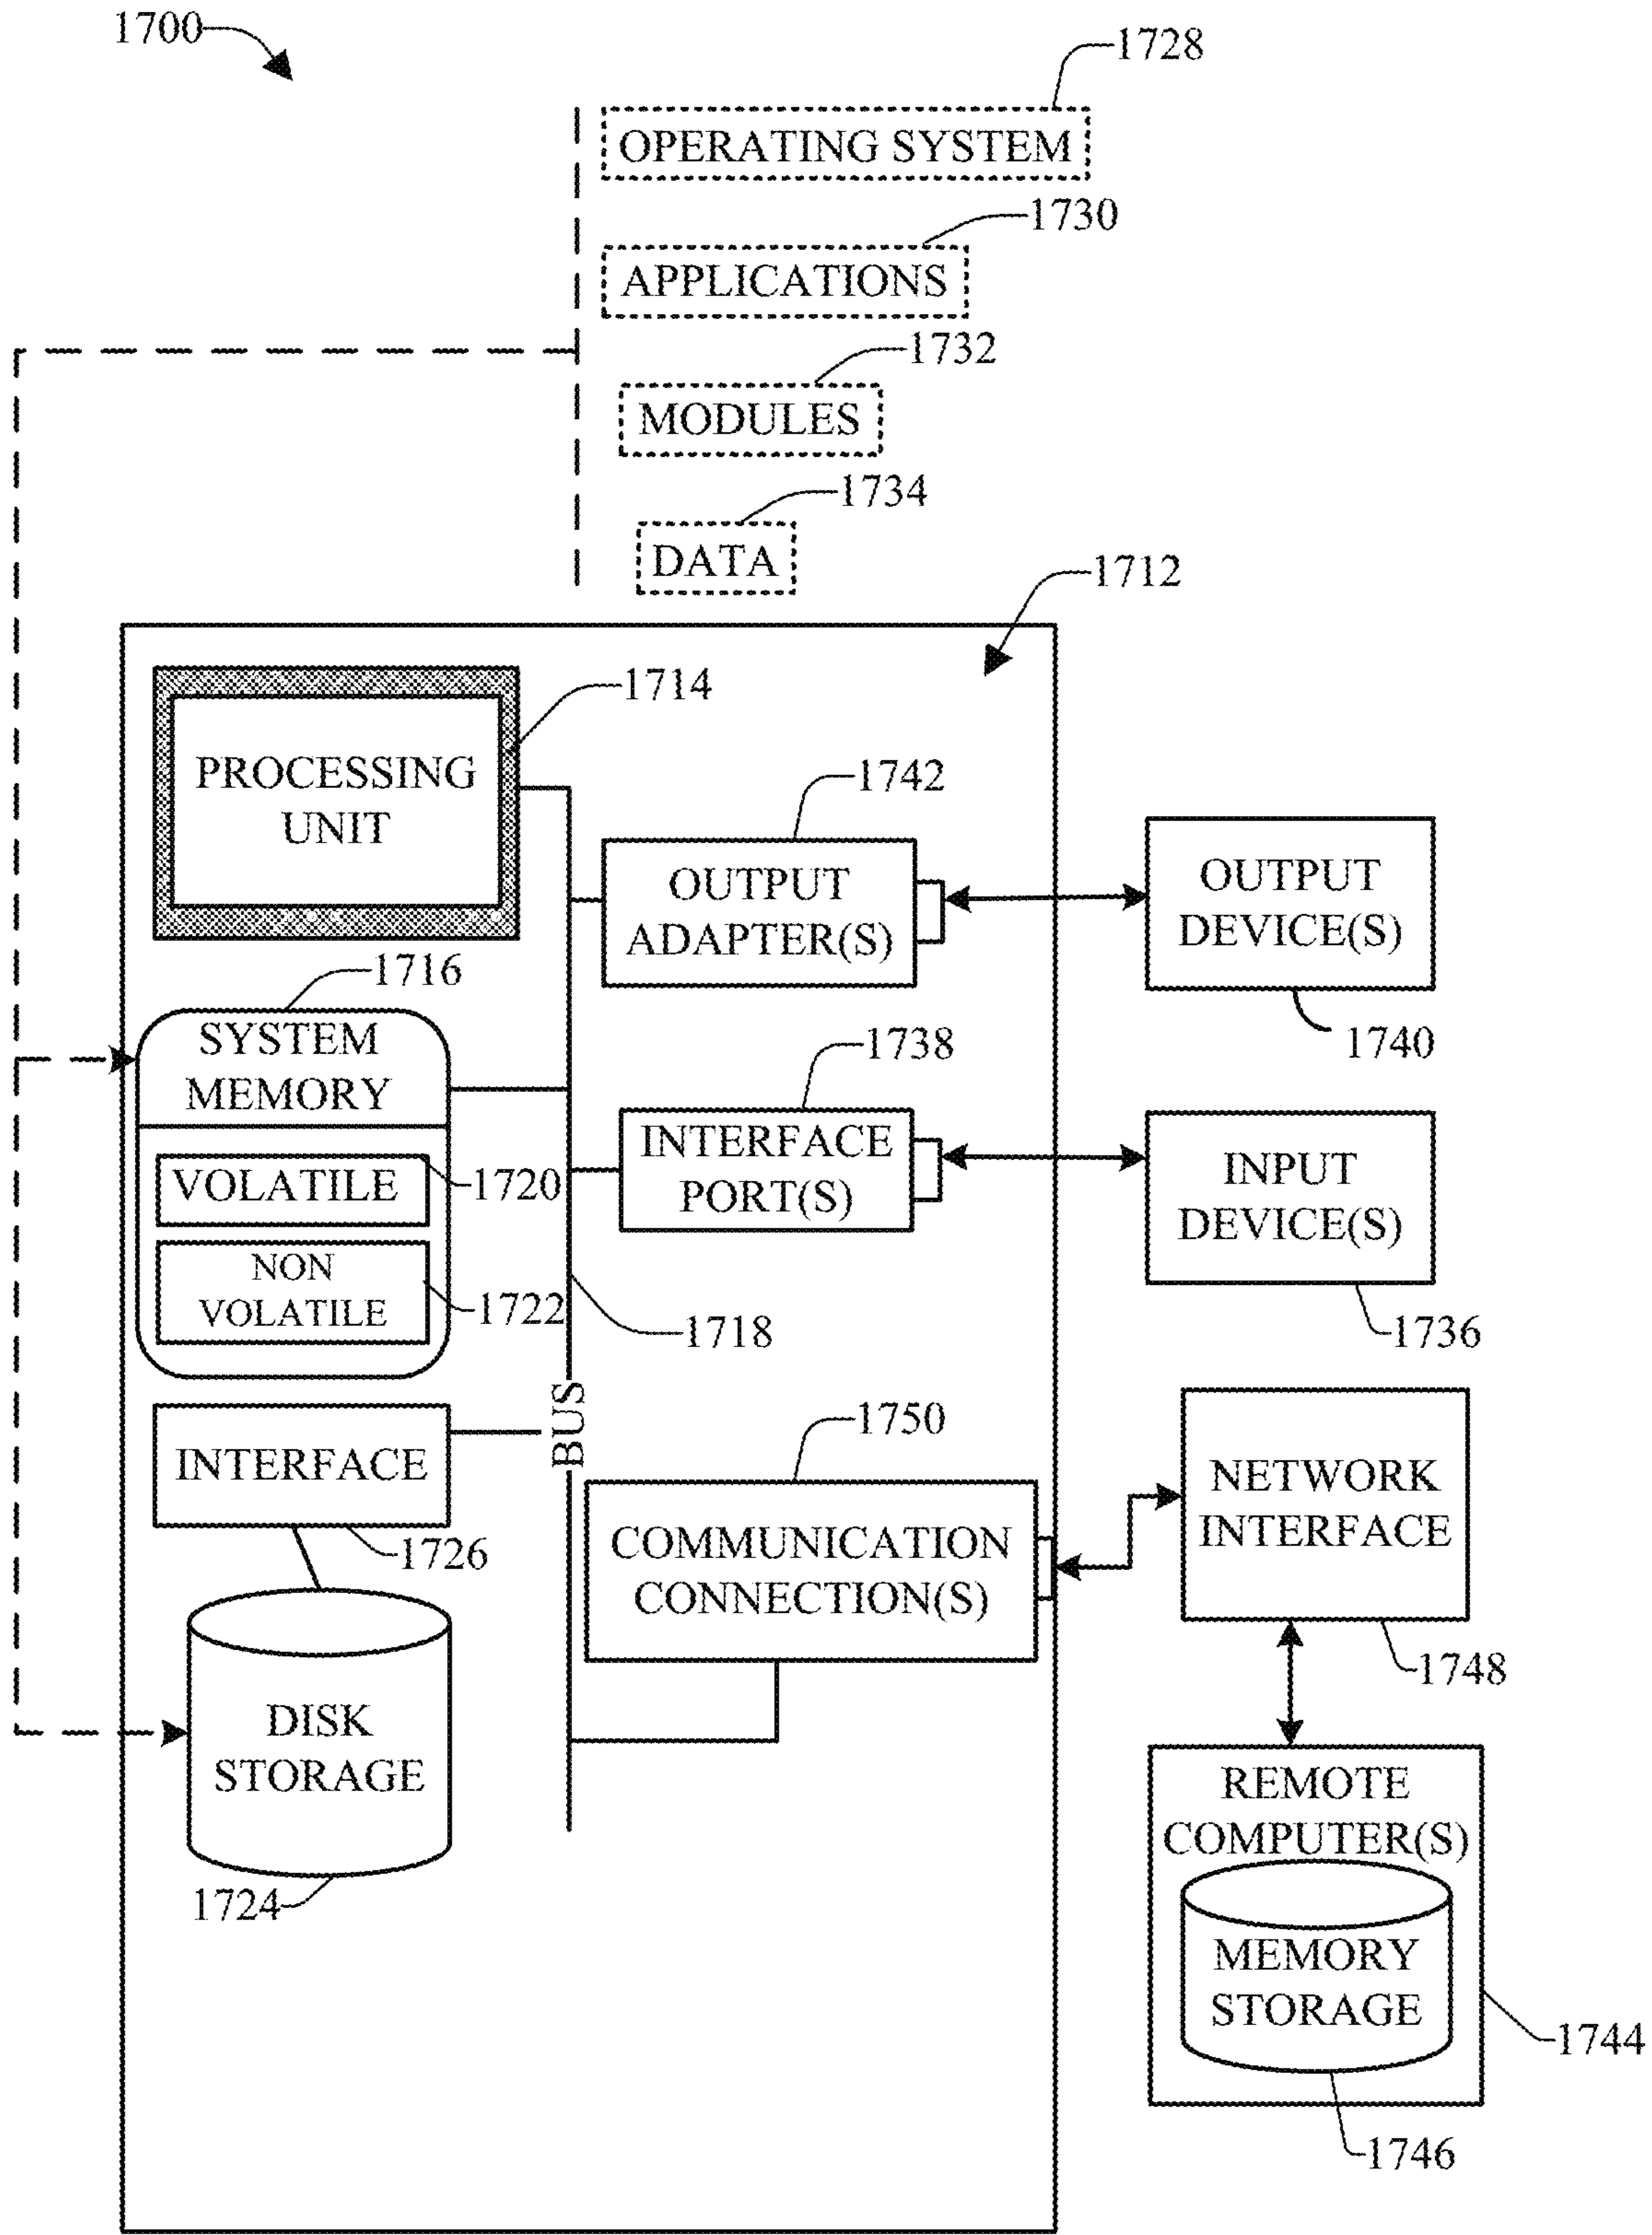 1700
1728
OPERATING SYSTEM
1730
APPLICATIONS
1732
MODULES
1734
DATA
1712
1714
PROCESSING
UNIT
1742
OUTPUT
ADAPTER(S)
OUTPUT
DEVICE(S)
1740
1716
SYSTEM
MEMORY
VOLATILE
1720
NON
VOLATILE
1722
1738
INTERFACE
PORT(S)
INPUT
DEVICE(S)
1736
1718
BUS
INTERFACE
1726
1750
COMMUNICATION
CONNECTION(S)
NETWORK
INTERFACE
1748
DISK
STORAGE
1724
REMOTE
COMPUTER(S)
MEMORY
STORAGE
1744
1746